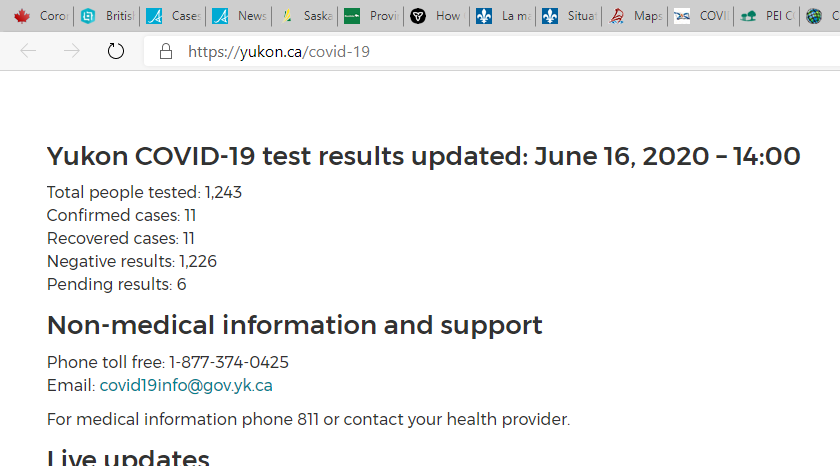 Coror Britisl Cases News Saska Provi How La ma Situat Maps COVI PEI C C
https://yukon.ca/covid-19
Yukon COVID-19 test results updated: June 16, 2020 – 14:00
Total people tested: 1,243
Confirmed cases: 11
Recovered cases: 11
Negative results: 1,226
Pending results: 6
Non-medical information and support
Phone toll free: 1-877-374-0425
Email: covid19info@gov.yk.ca
For medical information phone 811 or contact your health provider.
Live updates